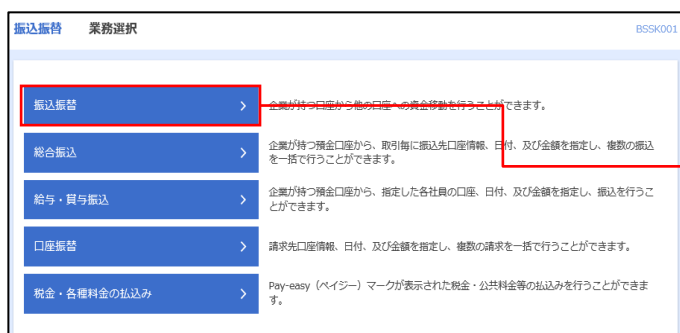 振込振替 業務選択 BSSK001
振込振替 企業が持つ口座から他の口座への資金移動を行うことができます。
総合振込 企業が持つ預金口座から、取引毎に振込先口座情報、日付、及び金額を指定し、複数の振込
を一括で行うことができます。
給与・賞与振込 企業が持つ預金口座から、指定した各社員の口座、日付、及び金額を指定し、振込を行うこ
とができます。
口座振替 請求先口座情報、日付、及び金額を指定し、複数の請求を一括で行うことができます。
税金・各種料金の払込み Pay-easy（ペイジー）マークが表示された税金・公共料金等の払込みを行うことができま
す。